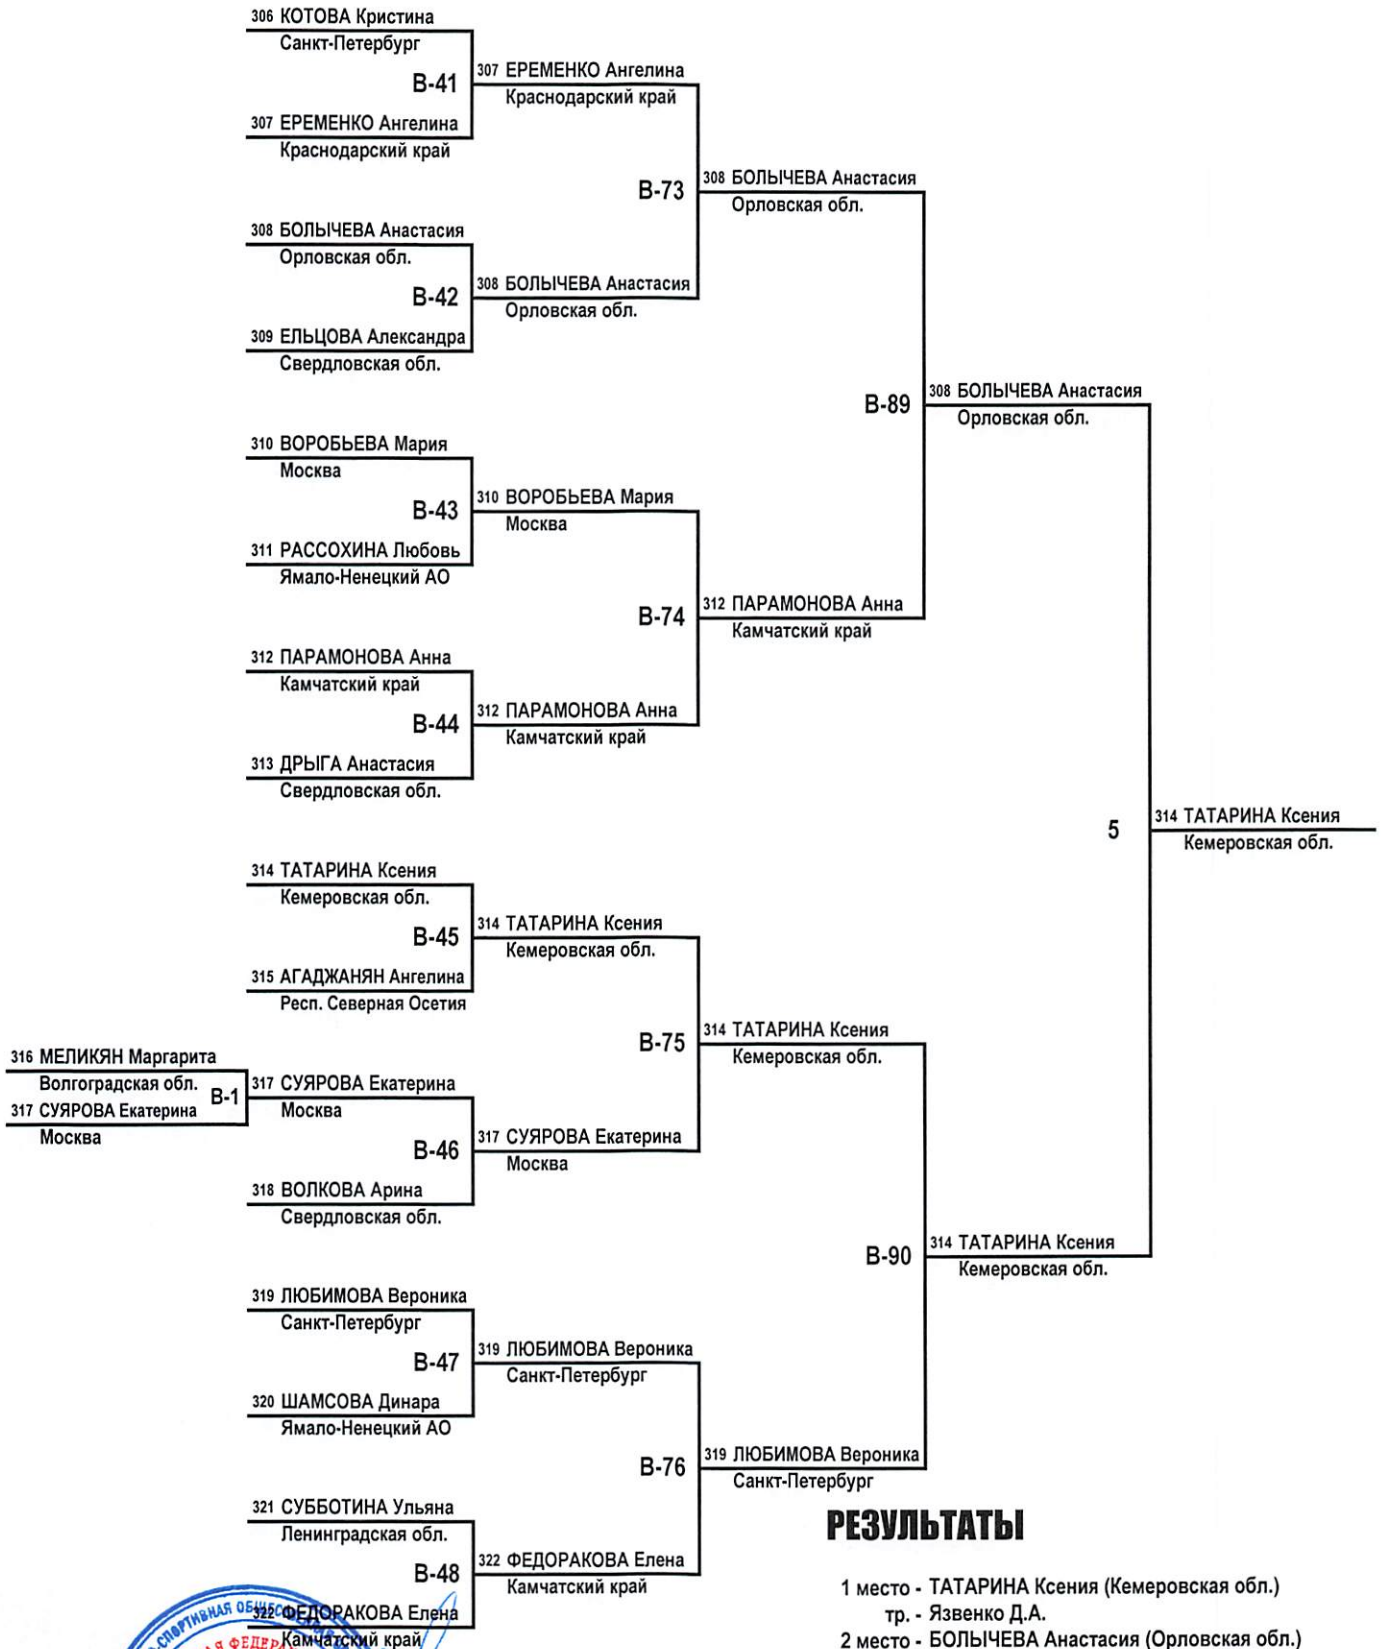 306 КОТОВА Кристина
Санкт-Петербург
B-41
307 ЕРЕМЕНКО Ангелина
Краснодарский край
307 ЕРЕМЕНКО Ангелина
Краснодарский край
B-73
308 БОЛЫЧЕВА Анастасия
Орловская обл.
308 БОЛЫЧЕВА Анастасия
Орловская обл.
B-42
308 БОЛЫЧЕВА Анастасия
Орловская обл.
309 ЕЛЬЦОВА Александра
Свердловская обл.
B-89
308 БОЛЫЧЕВА Анастасия
Орловская обл.
310 ВОРОБЬЕВА Мария
Москва
B-43
310 ВОРОБЬЕВА Мария
Москва
311 РАССОХИНА Любовь
Ямало-Ненецкий АО
B-74
312 ПАРАМОНОВА Анна
Камчатский край
312 ПАРАМОНОВА Анна
Камчатский край
B-44
312 ПАРАМОНОВА Анна
Камчатский край
313 ДРЫГА Анастасия
Свердловская обл.
5
314 ТАТАРИНА Ксения
Кемеровская обл.
314 ТАТАРИНА Ксения
Кемеровская обл.
B-45
314 ТАТАРИНА Ксения
Кемеровская обл.
315 АГАДЖАНЯН Ангелина
Респ. Северная Осетия
B-75
314 ТАТАРИНА Ксения
Кемеровская обл.
316 МЕЛИКЯН Маргарита
Волгоградская обл.
B-1
317 СУЯРОВА Екатерина
Москва
317 СУЯРОВА Екатерина
Москва
B-46
317 СУЯРОВА Екатерина
Москва
318 ВОЛКОВА Арина
Свердловская обл.
B-90
314 ТАТАРИНА Ксения
Кемеровская обл.
319 ЛЮБИМОВА Вероника
Санкт-Петербург
B-47
319 ЛЮБИМОВА Вероника
Санкт-Петербург
320 ШАМСОВА Динара
Ямало-Ненецкий АО
B-76
319 ЛЮБИМОВА Вероника
Санкт-Петербург
321 СУББОТИНА Ульяна
Ленинградская обл.
B-48
322 ФЕДОРАКОВА Елена
Камчатский край
322 ФЕДОРАКОВА Елена
Камчатский край
РЕЗУЛЬТАТЫ
1 место - ТАТАРИНА Ксения (Кемеровская обл.)
тр. - Язвенко Д.А.
2 место - БОЛЫЧЕВА Анастасия (Орловская обл.)